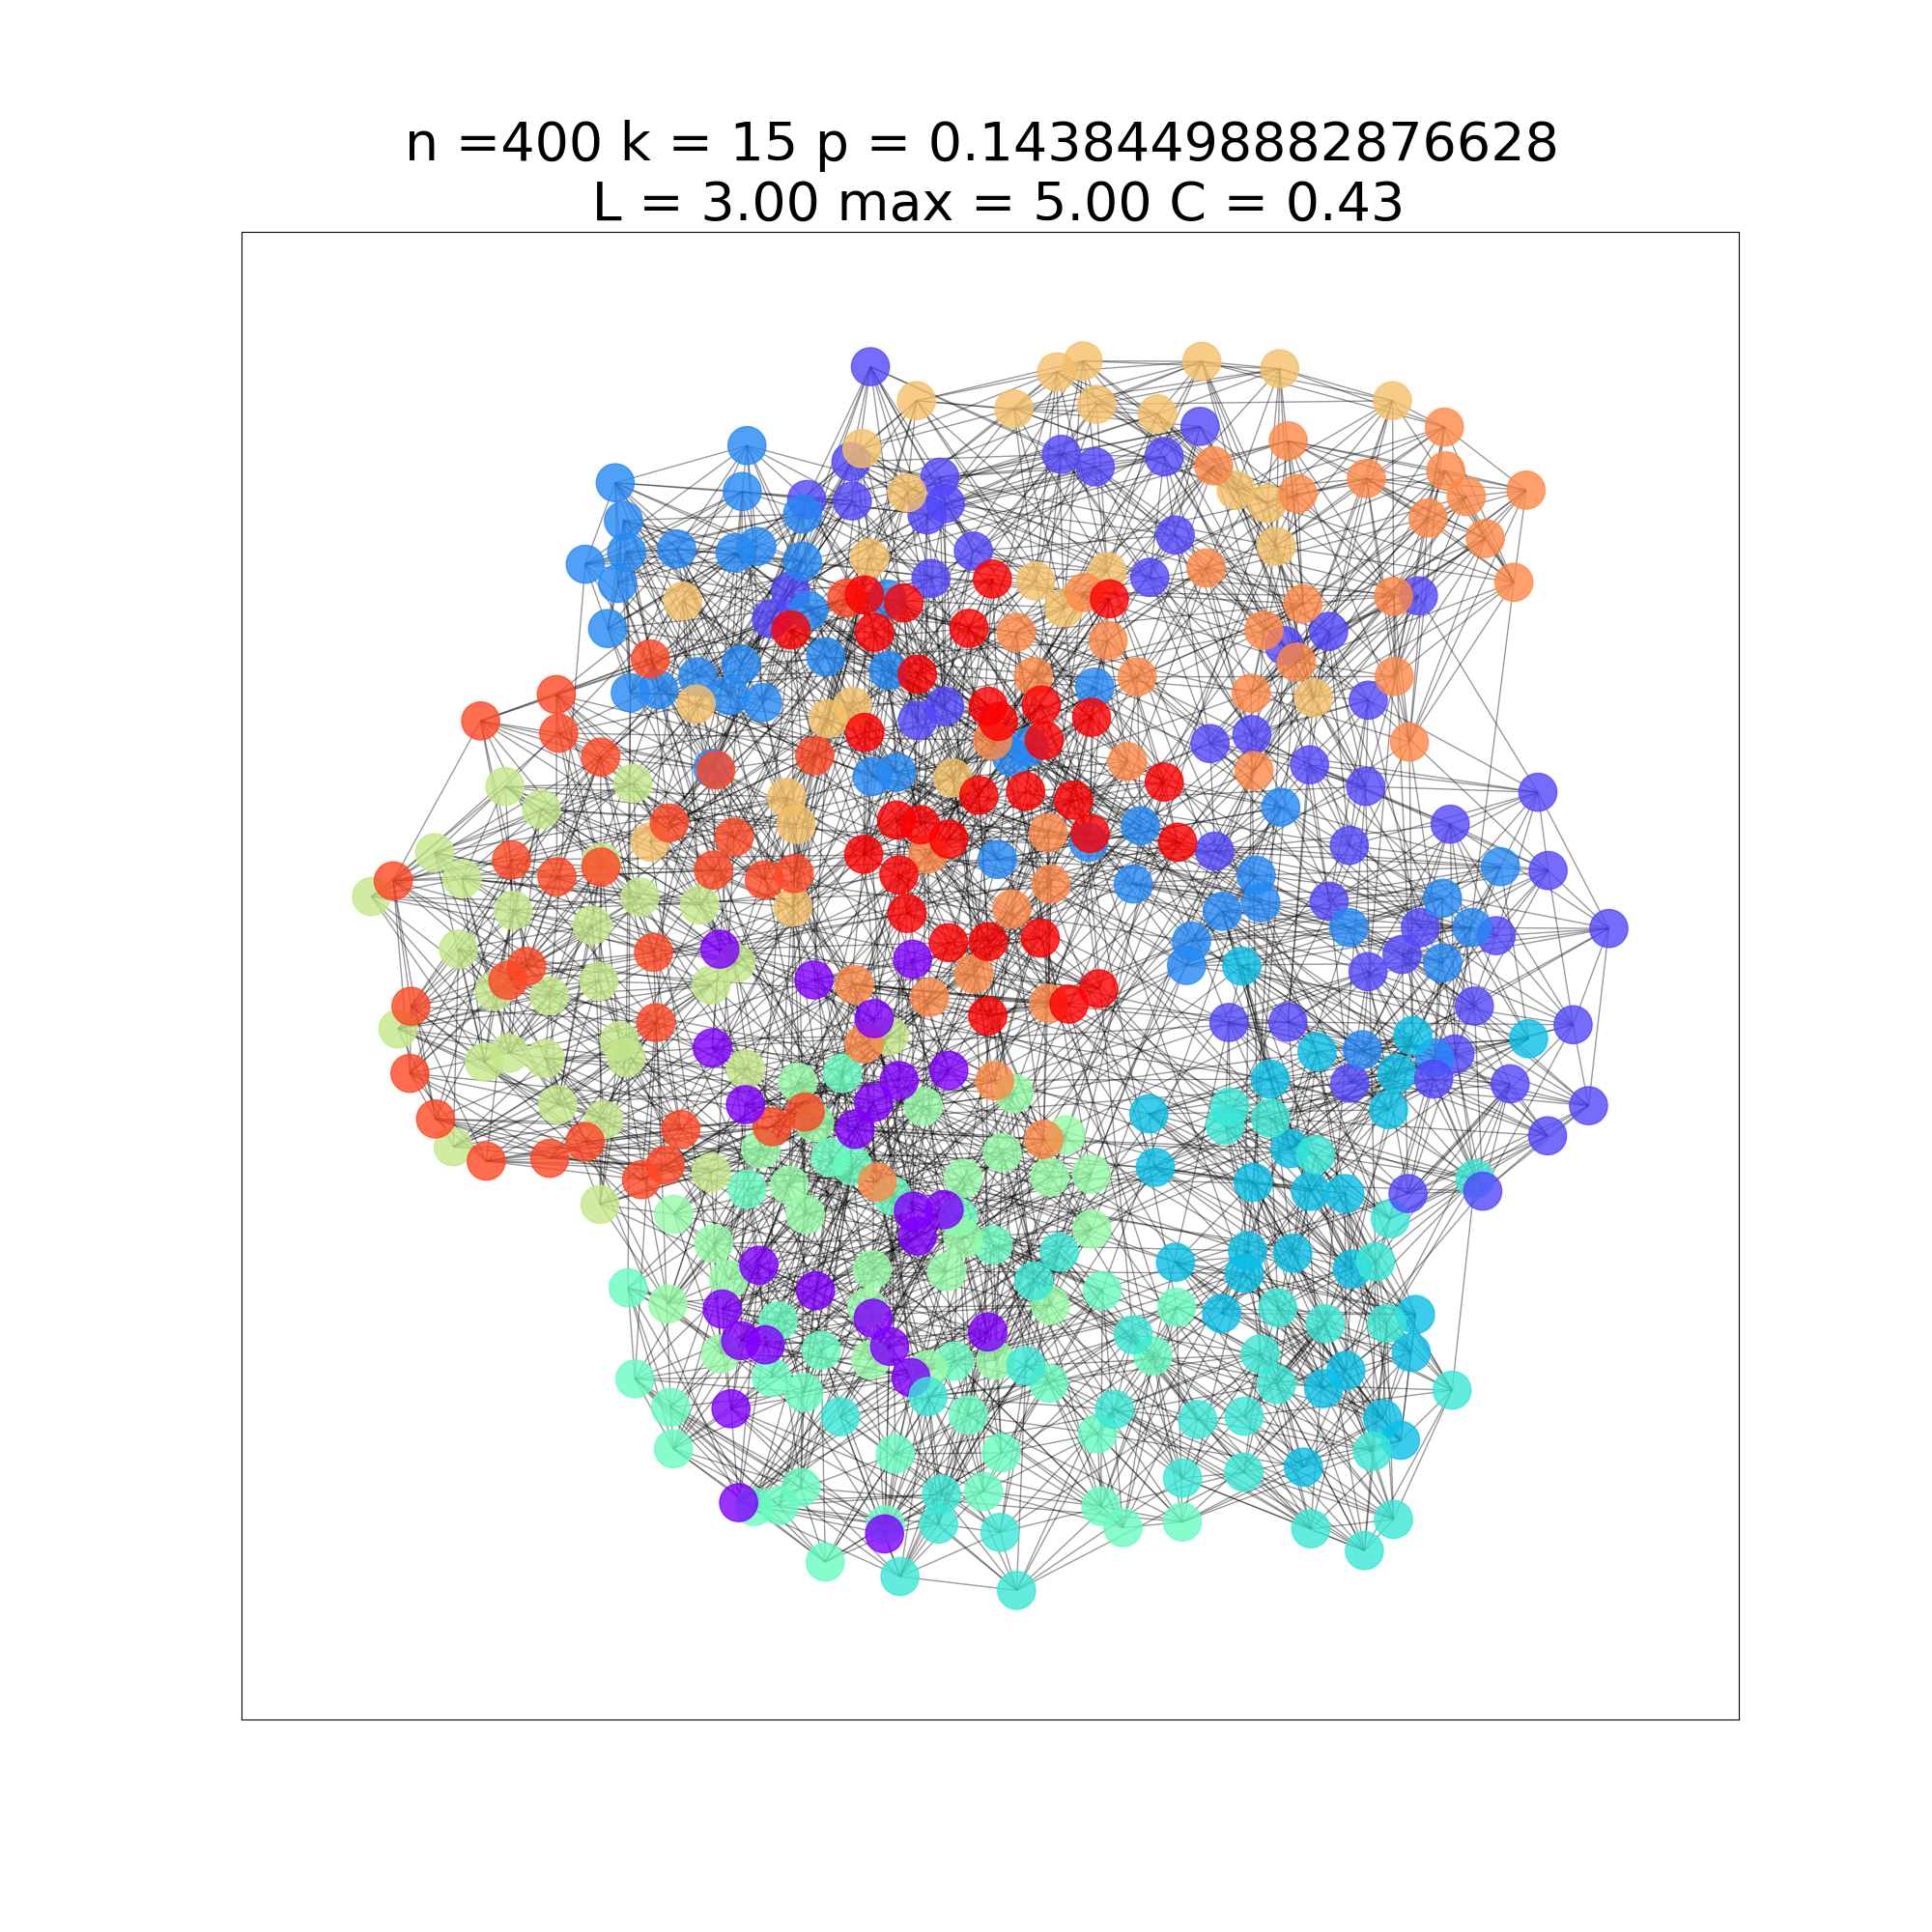 n =400 k = 15 p = 0.14384498882876628
L = 3.00 max = 5.00 C = 0.43